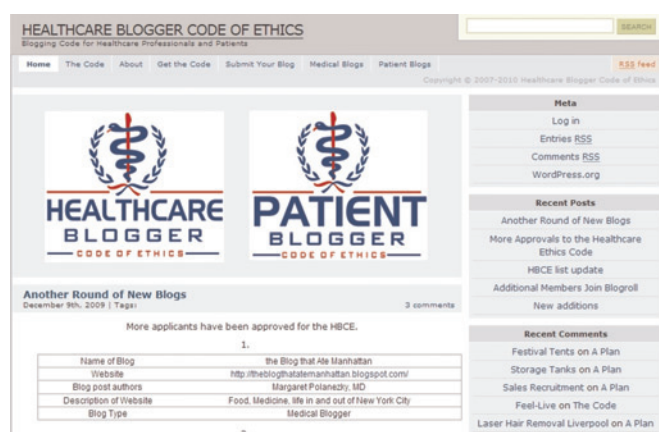 HEALTHCARE BLOGGER CODE OF ETHICS
Blogging Code for Healthcare Professionals and Patients
SEARCH
Home The Code About Get the Code Submit Your Blog Medical Blogs Patient Blogs
RSS feed
Copyright © 2007-2010 Healthcare Blogger Code of Ethics
HEALTHCARE
BLOGGER
CODE OF ETHICS
PATIENT
BLOGGER
CODE OF ETHICS
Another Round of New Blogs
December 9th, 2009 | Tags:
3 comments
More applicants have been approved for the HBCE.
1.
Name of Blog the Blog that Ate Manhattan
Website http://theblogthatatemanhattan.blogspot.com/
Blog post authors Margaret Polaneczky, MD
Description of Website Food, Medicine, life in and out of New York City
Blog Type Medical Blogger
Meta
Log in
Entries RSS
Comments RSS
WordPress.org
Recent Posts
Another Round of New Blogs
More Approvals to the Healthcare
Ethics Code
HBCE list update
Additional Members Join Blogroll
New additions
Recent Comments
Festival Tents on A Plan
Storage Tanks on A Plan
Sales Recruitment on A Plan
Feel-Live on The Code
Laser Hair Removal Liverpool on A Plan